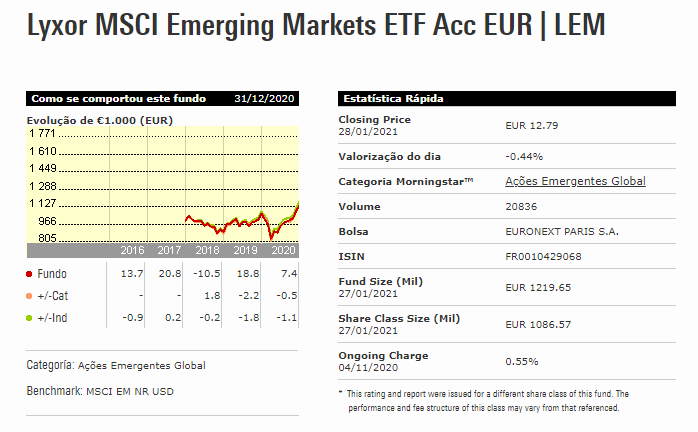 Lyxor MSCI Emerging Markets ETF Acc EUR | LEM
Como se comportou este fundo 31/12/2020
Evolução de €1.000 (EUR)
1 771
1 610
1 449
1 288
1 127
966
805
2016 2017 2018 2019 2020
Fundo 13.7 20.8 -10.5 18.8 7.4
+/-Cat - - 1.8 -2.2 -0.5
+/-Ind -0.9 0.2 -0.2 -1.8 -1.1
Categoría: Ações Emergentes Global
Benchmark: MSCI EM NR USD
Estatística Rápida
Closing Price
28/01/2021
EUR 12.79
Valorização do dia -0.44%
Categoria Morningstar™ Ações Emergentes Global
Volume 20836
Bolsa EURONEXT PARIS S.A.
ISIN FR0010429068
Fund Size (Mil)
27/01/2021
EUR 1219.65
Share Class Size (Mil)
27/01/2021
EUR 1086.57
Ongoing Charge
04/11/2020
0.55%
* This rating and report were issued for a different share class of this fund. The
performance and fee structure of this class may vary from that referenced.